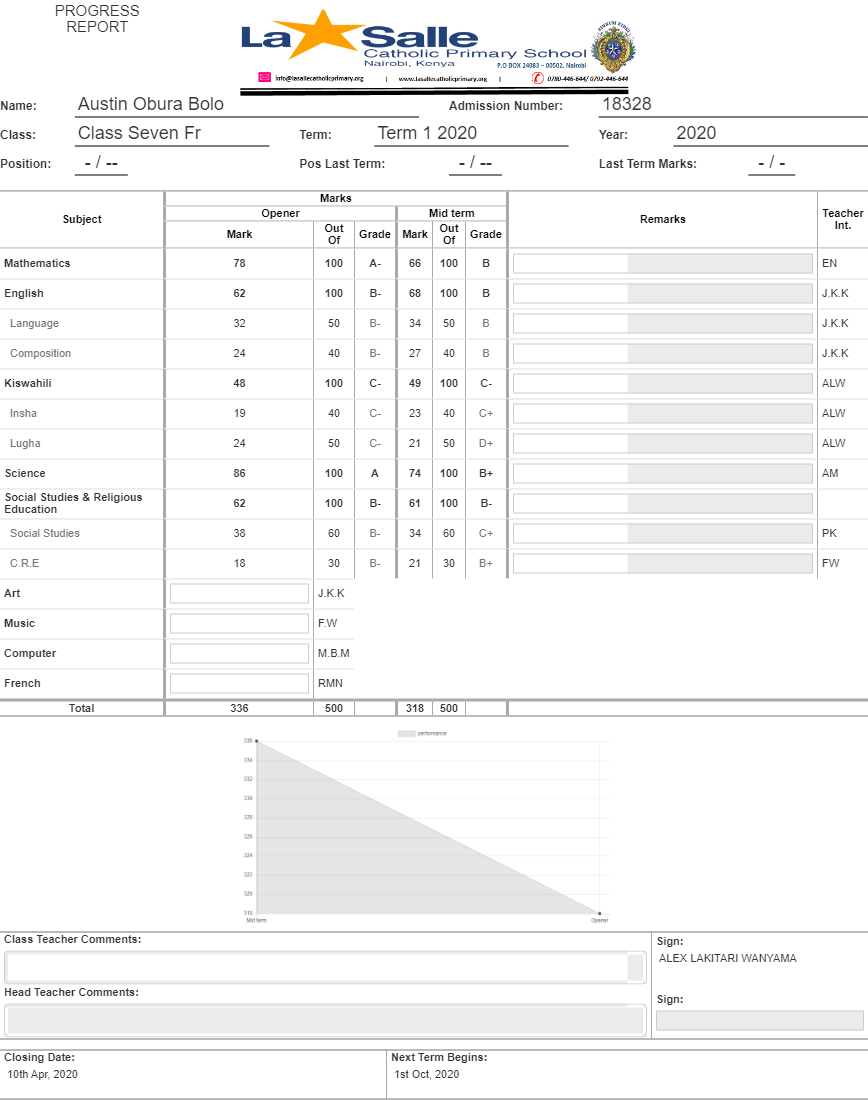 PROGRESS
REPORT
La Salle
Catholic Primary School
Nairobi, Kenya
P.O BOX 24083 – 00502, Nairobi
info@lasallecatholicprimary.org | www.lasallecatholicprimary.org | 0780-446-644/ 0792-446-644
Name: Austin Obura Bolo Admission Number: 18328
Class: Class Seven Fr Term: Term 1 2020 Year: 2020
Position: - / -- Pos Last Term: - / -- Last Term Marks: - / -
Marks
Opener Mid term
Subject Mark Out Of Grade Mark Out Of Grade Remarks Teacher Int.
Mathematics 78 100 A- 66 100 B EN
English 62 100 B- 68 100 B J.K.K
Language 32 50 B- 34 50 B J.K.K
Composition 24 40 B- 27 40 B J.K.K
Kiswahili 48 100 C- 49 100 C- ALW
Insha 19 40 C- 23 40 C+ ALW
Lugha 24 50 C- 21 50 D+ ALW
Science 86 100 A 74 100 B+ AM
Social Studies & Religious Education 62 100 B- 61 100 B-
Social Studies 38 60 B- 34 60 C+ PK
C.R.E 18 30 B- 21 30 B+ FW
Art J.K.K
Music F.W
Computer M.B.M
French RMN
Total 336 500 318 500
performance
336
334
332
330
328
326
324
322
320
318
Mid term Opener
Class Teacher Comments: Sign:
ALEX LAKITARI WANYAMA
Head Teacher Comments: Sign:
Closing Date: Next Term Begins:
10th Apr, 2020 1st Oct, 2020